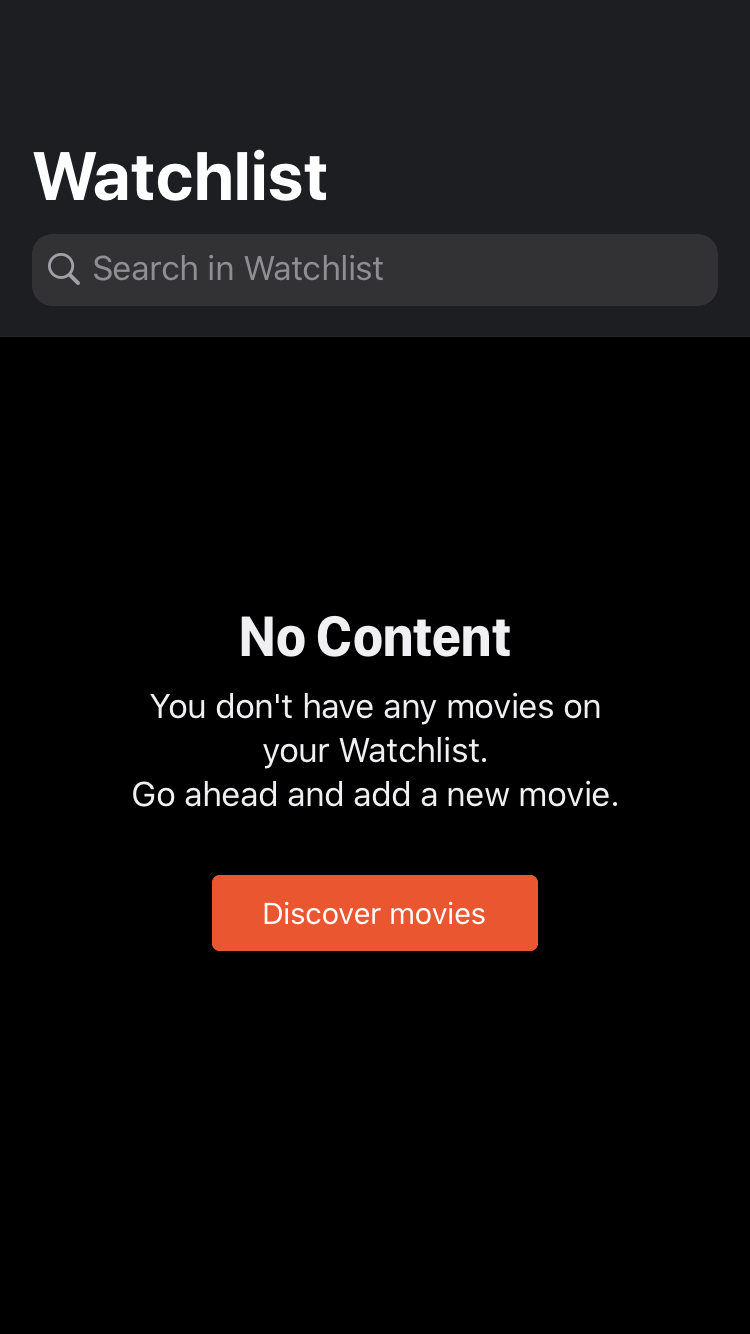 Watchlist
Search in Watchlist
No Content
You don't have any movies on
your Watchlist.
Go ahead and add a new movie.
Discover movies